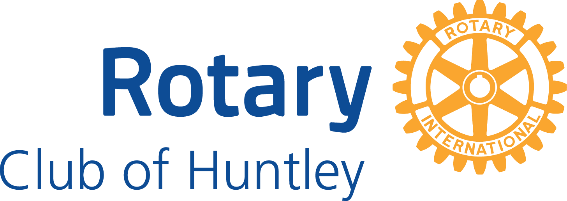 Rotary
Club of Huntley
ROTARY
INTERNATIONAL